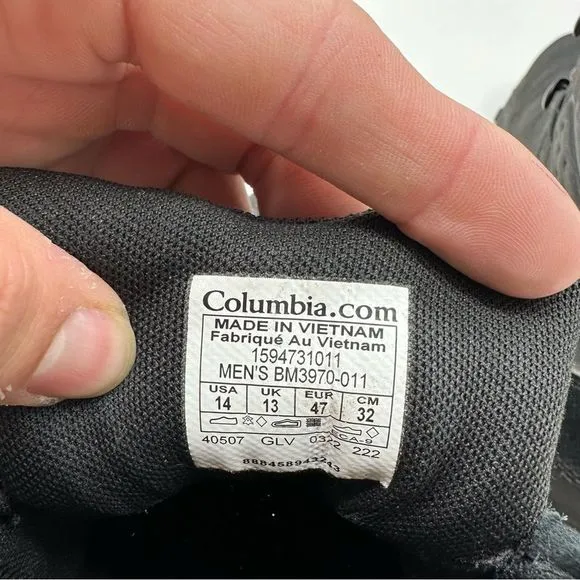 Columbia.com
MADE IN VIETNAM
Fabriqué Au Vietnam
1594731011
MEN'S BM3970-011
USA UK EUR CM
14 13 47 32
40507 GLV 222